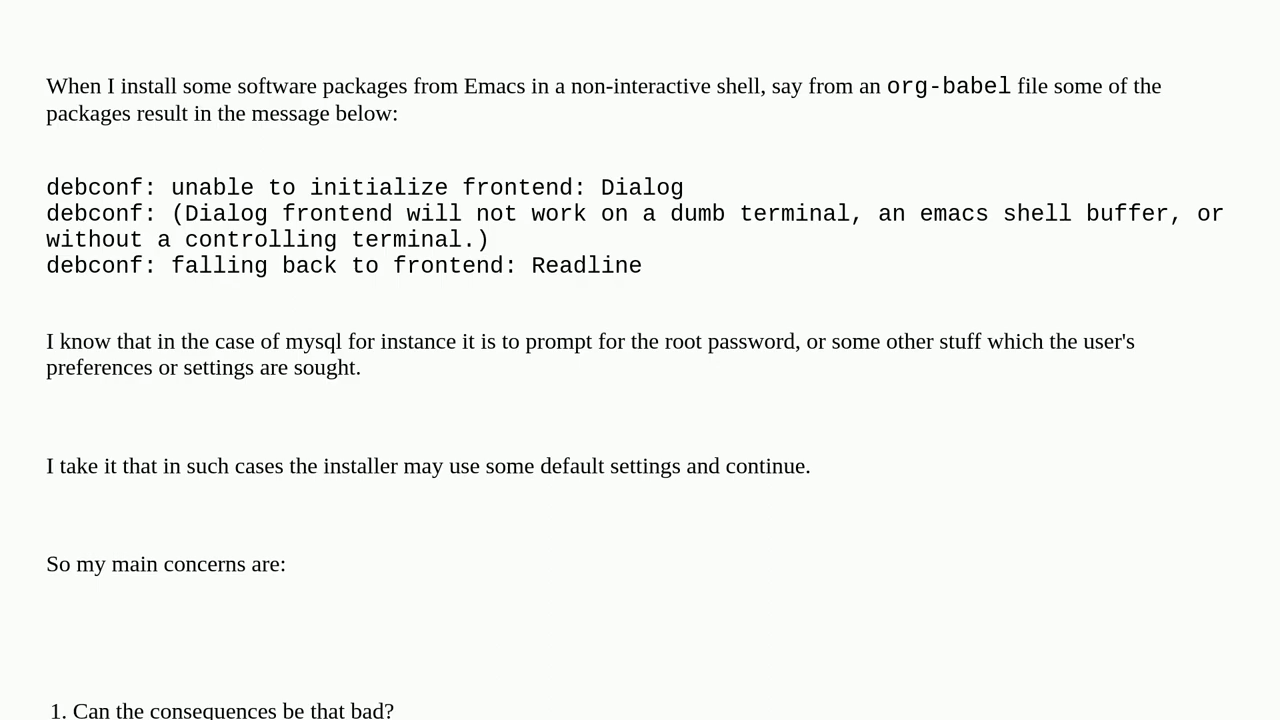 When I install some software packages from Emacs in a non-interactive shell, say from an org-babel file some of the
packages result in the message below:
debconf: unable to initialize frontend: Dialog
debconf: (Dialog frontend will not work on a dumb terminal, an emacs shell buffer, or
without a controlling terminal.)
debconf: falling back to frontend: Readline
I know that in the case of mysql for instance it is to prompt for the root password, or some other stuff which the user's
preferences or settings are sought.
I take it that in such cases the installer may use some default settings and continue.
So my main concerns are:
1. Can the consequences be that bad?